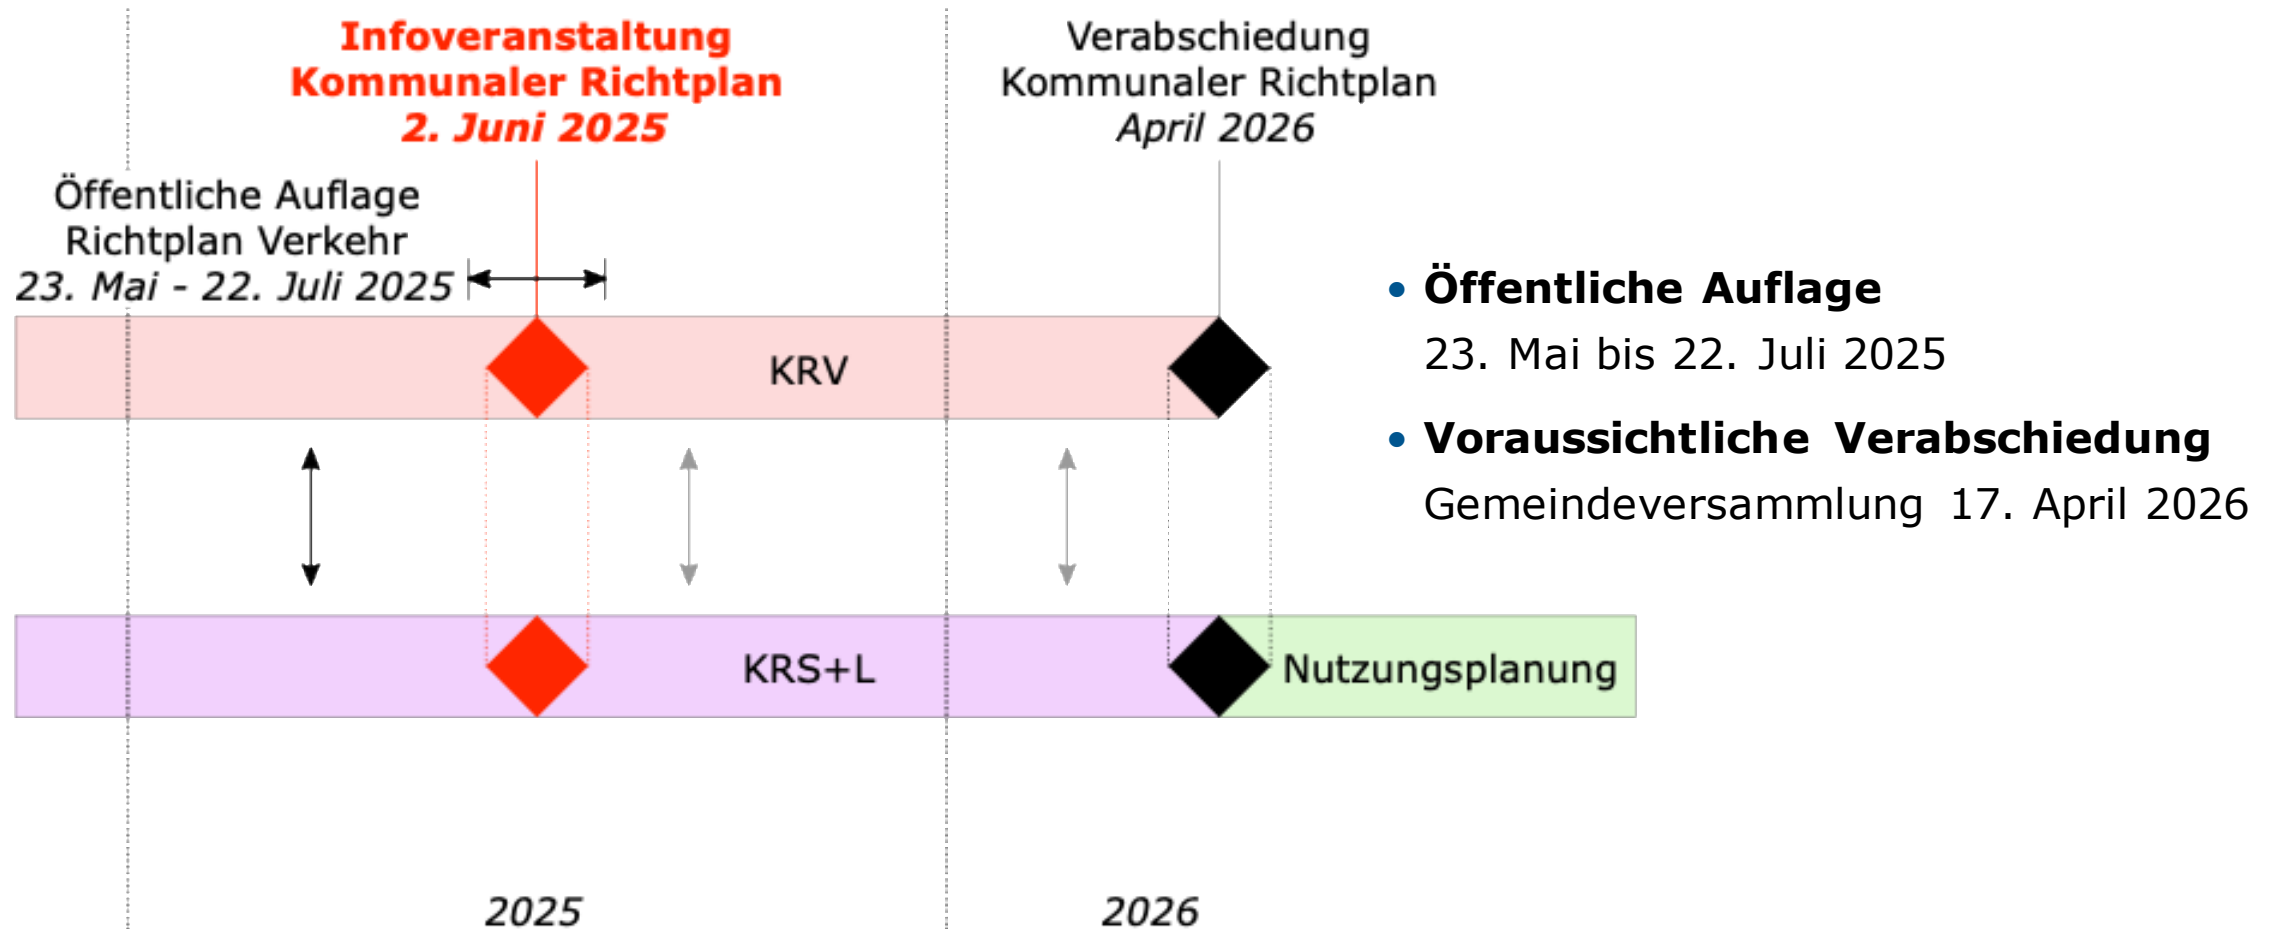 Infoveranstaltung
Kommunaler Richtplan
2. Juni 2025
Verabschiedung
Kommunaler Richtplan
April 2026
Öffentliche Auflage
Richtplan Verkehr
23. Mai - 22. Juli 2025
KRV
KRS+L
Nutzungsplanung
2025
2026
• Öffentliche Auflage
23. Mai bis 22. Juli 2025
• Voraussichtliche Verabschiedung
Gemeindeversammlung 17. April 2026